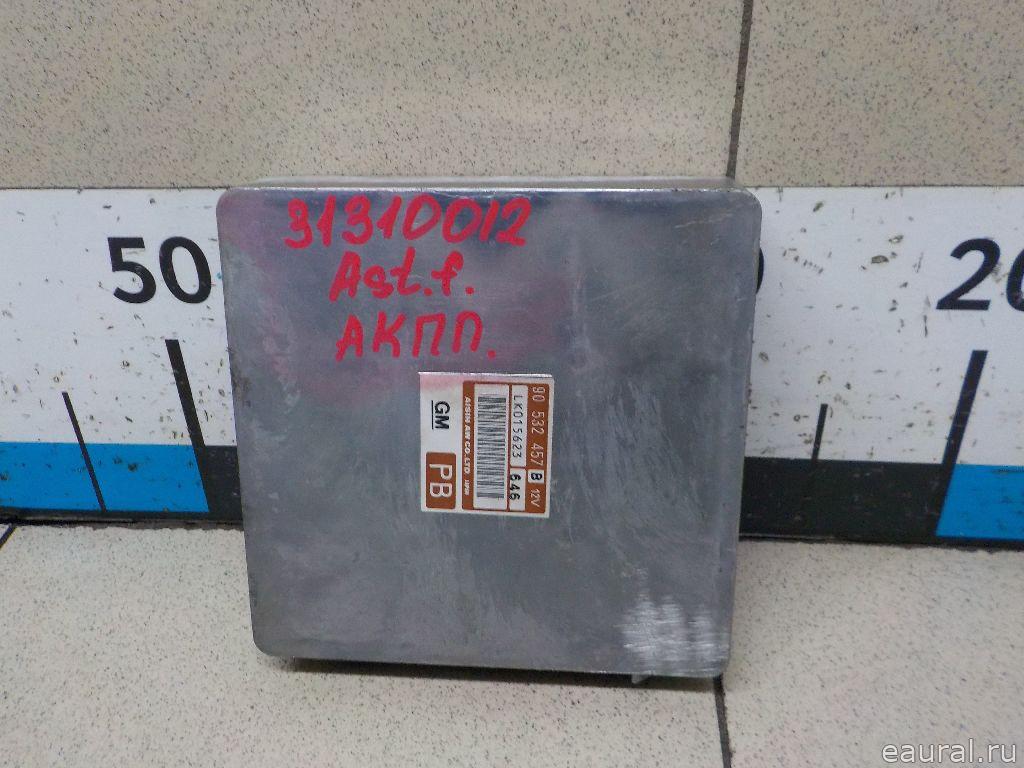 31310012
Ast.f.
АКПП.
50
20
90 532 457 B 12V
LK015623 646
AISIN AW CO.,LTD. JAPAN
GM PB
eaural.ru